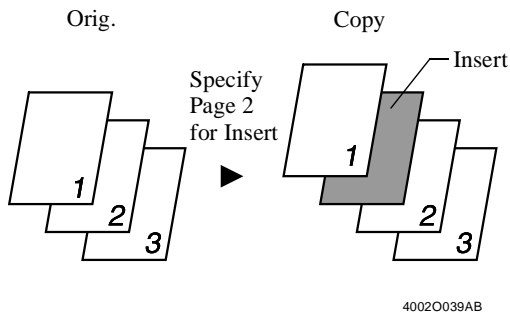 Orig.
Copy
Insert
Specify
Page 2
for Insert
1
2
3
1
2
3
4002O039AB